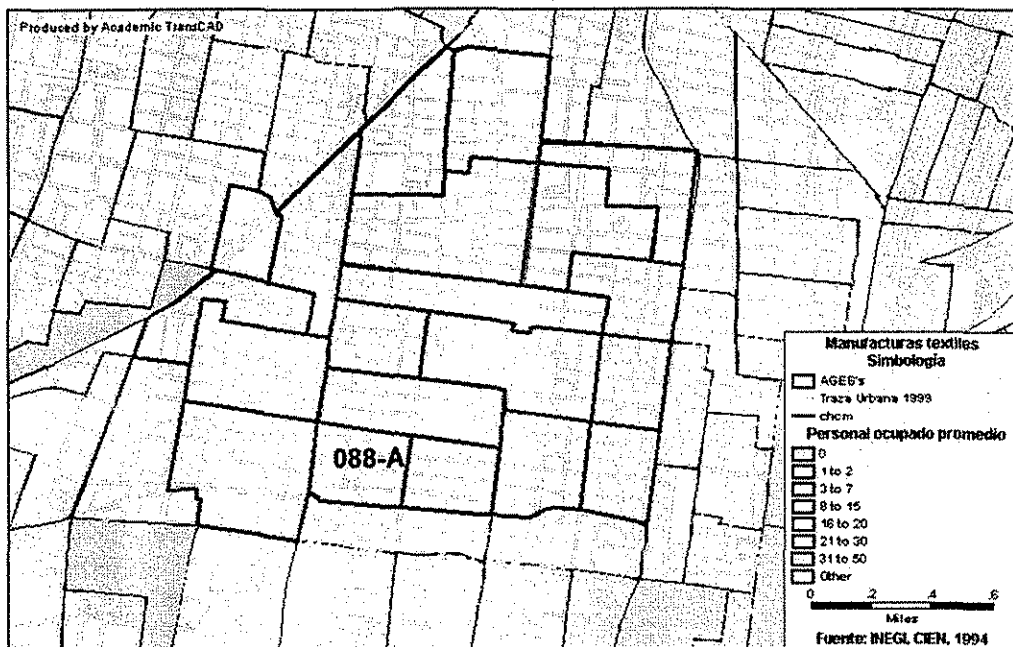 Produced by Academic TransCAD
088-A
Manufacturas textiles
Simbología
AGEB's
Traza Urbana 1999
chcm
Personal ocupado promedio
0
1 to 2
3 to 7
8 to 15
16 to 20
21 to 30
31 to 50
Other
0 .2 .4 .6
Miles
Fuente: INEGI, CIEN, 1994